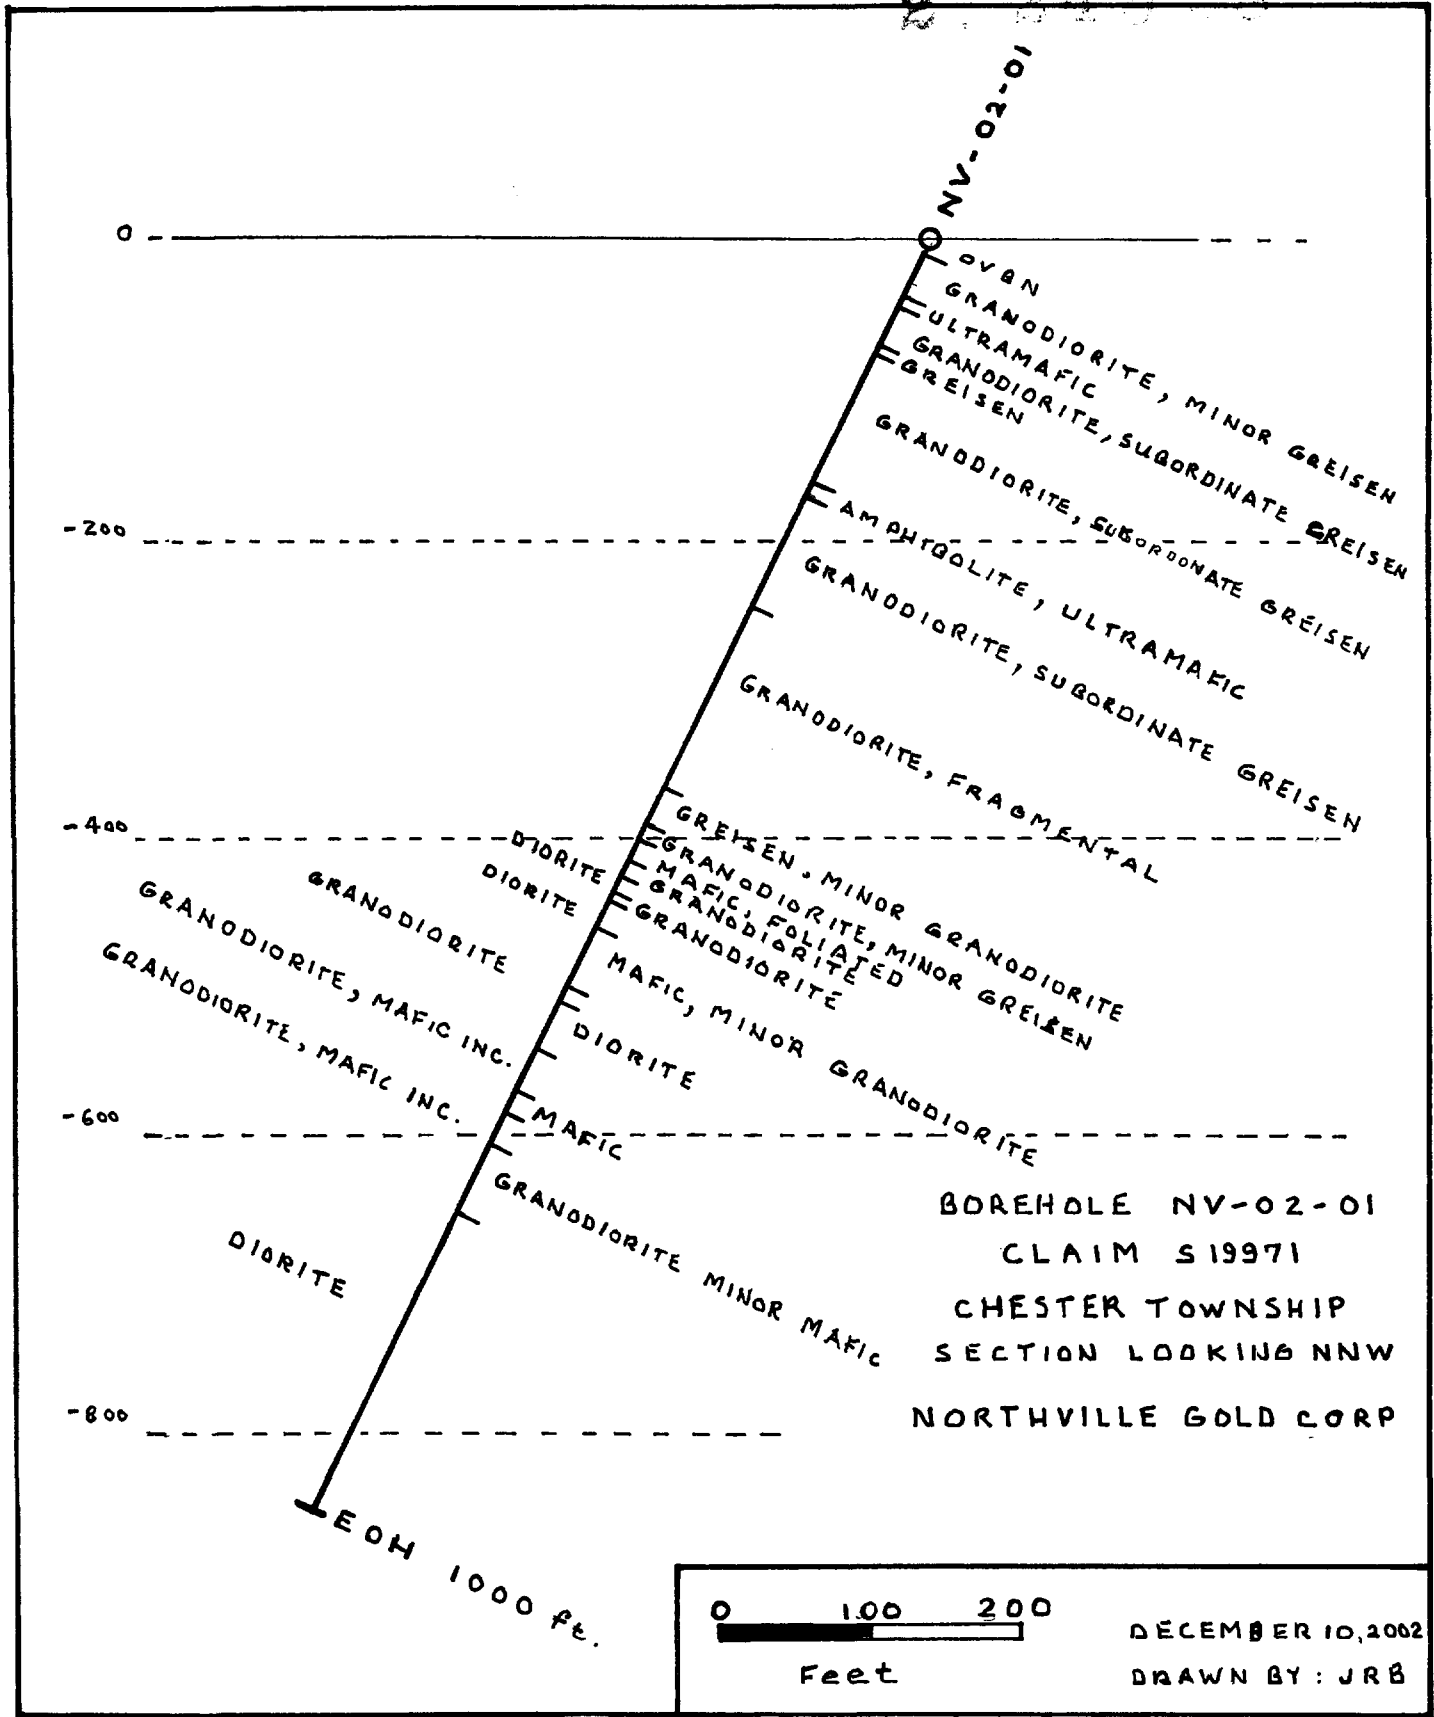 NV-02-01
0
OVBN
GRANODIORITE, MINOR GREISEN
ULTRAMAFIC
GRANODIORITE, SUBORDINATE GREISEN
GREISEN
GRANODIORITE, SUBORDONATE GREISEN
-200
AMPHIBOLITE, ULTRAMAFIC
GRANODIORITE, SUBORDINATE GREISEN
GRANODIORITE, FRAGMENTAL
-400
GREISEN, MINOR GRANODIORITE
GRANODIORITE, MINOR GREISEN
DIORITE
MAFIC, FOLIATED
GRANODIORITE
DIORITE
GRANODIORITE
MAFIC, MINOR GRANODIORITE
GRANODIORITE
DIORITE
GRANODIORITE, MAFIC INC.
MAFIC
GRANODIORITE, MAFIC INC.
-600
GRANODIORITE MINOR MAFIC
DIORITE
-800
EOH 1000 ft.
BOREHOLE NV-02-01
CLAIM S19971
CHESTER TOWNSHIP
SECTION LOOKING NNW
NORTHVILLE GOLD CORP
0 100 200
Feet
DECEMBER 10, 2002
DRAWN BY: JRB